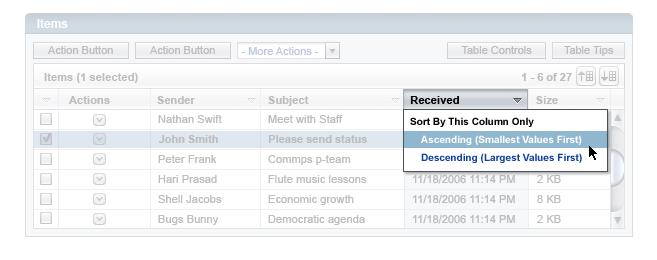 Items
Action Button Action Button - More Actions - Table Controls Table Tips
Items (1 selected) 1 - 6 of 27
Actions Sender Subject Received Size
Nathan Swift Meet with Staff
Sort By This Column Only
John Smith Please send status
Ascending (Smallest Values First)
Peter Frank Commps p-team
Descending (Largest Values First)
Hari Prasad Flute music lessons 11/18/2006 11:14 PM 2 KB
Shell Jacobs Economic growth 11/18/2006 11:14 PM 8 KB
Bugs Bunny Democratic agenda 11/18/2006 11:14 PM 2 KB